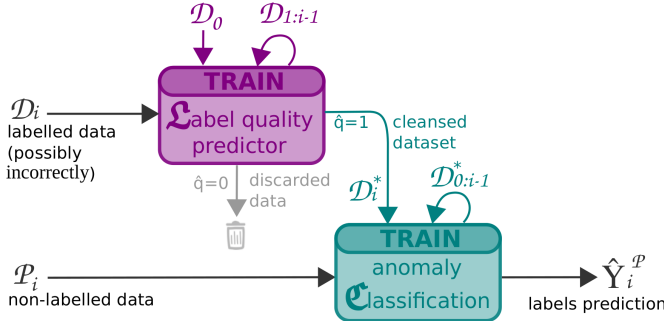 𝒟₀ 𝒟₁:ᵢ₋₁
TRAIN
𝕷abel quality
predictor
𝒟ᵢ
labelled data
(possibly
incorrectly)
q̂=1
cleansed
dataset
q̂=0
discarded
data
𝒟ᵢ*
𝒟*₀:ᵢ₋₁
TRAIN
anomaly
𝕮lassification
𝒫ᵢ
non-labelled data
Ŷᵢ^𝒫
labels prediction